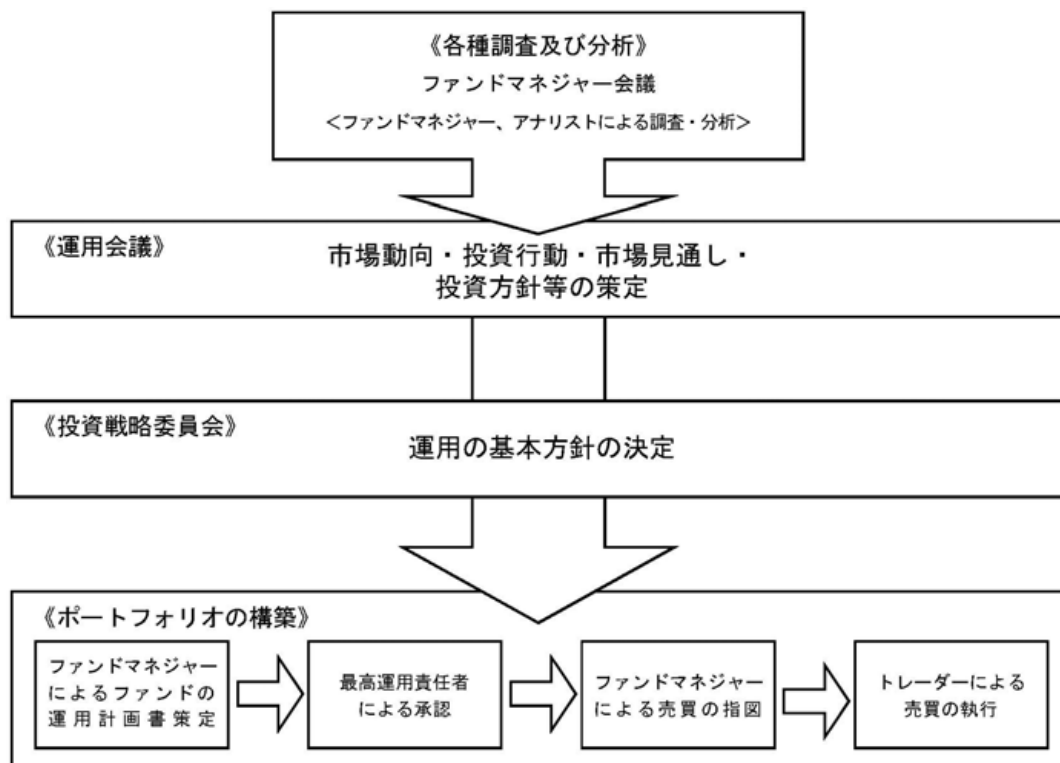 《各種調査及び分析》
ファンドマネジャー会議
<ファンドマネジャー、アナリストによる調査・分析>
《運用会議》
市場動向・投資行動・市場見通し・
投資方針等の策定
《投資戦略委員会》
運用の基本方針の決定
《ポートフォリオの構築》
ファンドマネジャー
によるファンドの
運用計画書策定
最高運用責任者
による承認
ファンドマネジャー
による売買の指図
トレーダーによる
売買の執行